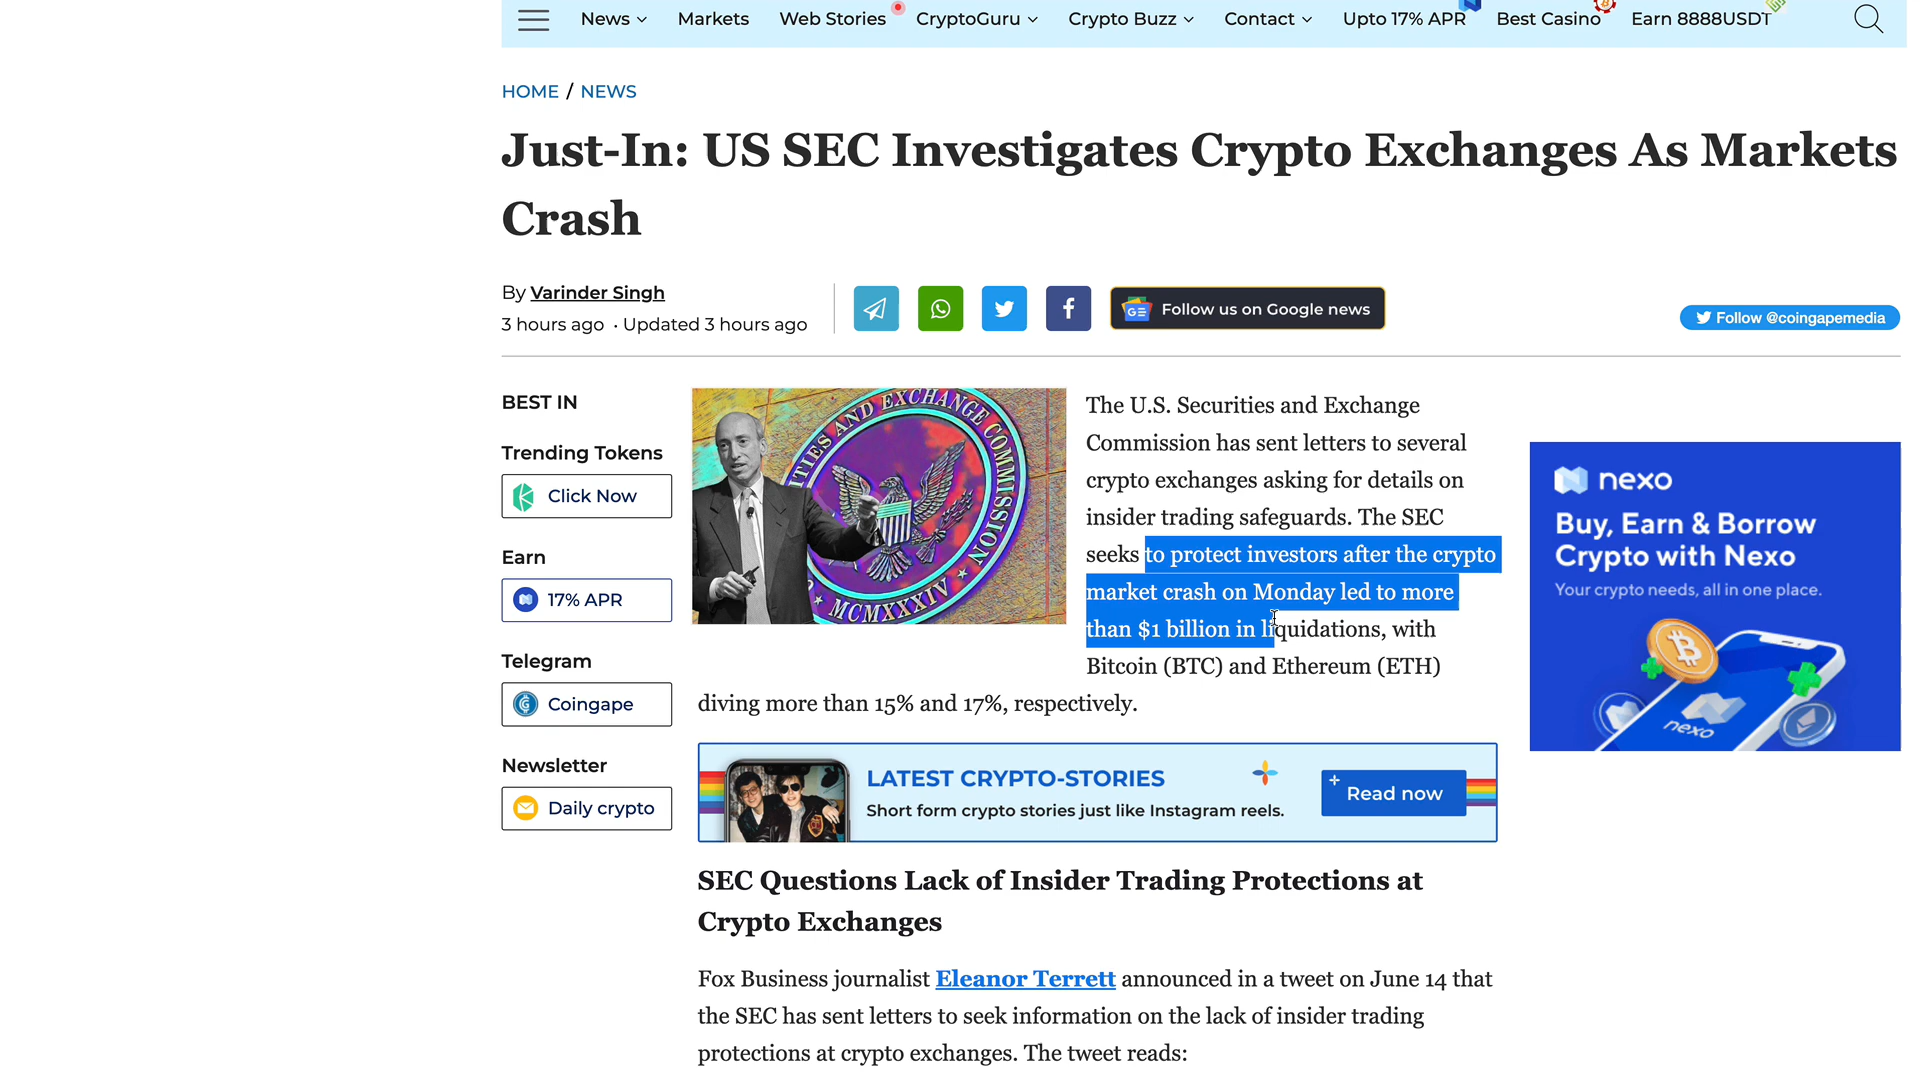 News
Markets
Web Stories
CryptoGuru
Crypto Buzz
Contact
Upto 17% APR
Best Casino
Earn 8888USDT
HOME / NEWS
Just-In: US SEC Investigates Crypto Exchanges As Markets
Crash
By Varinder Singh
3 hours ago · Updated 3 hours ago
GE Follow us on Google news
Follow @coingapemedia
BEST IN
Trending Tokens
Click Now
Earn
17% APR
Telegram
Coingape
Newsletter
Daily crypto
ITIES AND EXCHANGE COMMISSION
MCMXXXIV
The U.S. Securities and Exchange
Commission has sent letters to several
crypto exchanges asking for details on
insider trading safeguards. The SEC
seeks to protect investors after the crypto
market crash on Monday led to more
than $1 billion in liquidations, with
Bitcoin (BTC) and Ethereum (ETH)
diving more than 15% and 17%, respectively.
nexo
Buy, Earn & Borrow
Crypto with Nexo
Your crypto needs, all in one place.
nexo
LATEST CRYPTO-STORIES
Short form crypto stories just like Instagram reels.
Read now
SEC Questions Lack of Insider Trading Protections at
Crypto Exchanges
Fox Business journalist Eleanor Terrett announced in a tweet on June 14 that
the SEC has sent letters to seek information on the lack of insider trading
protections at crypto exchanges. The tweet reads: